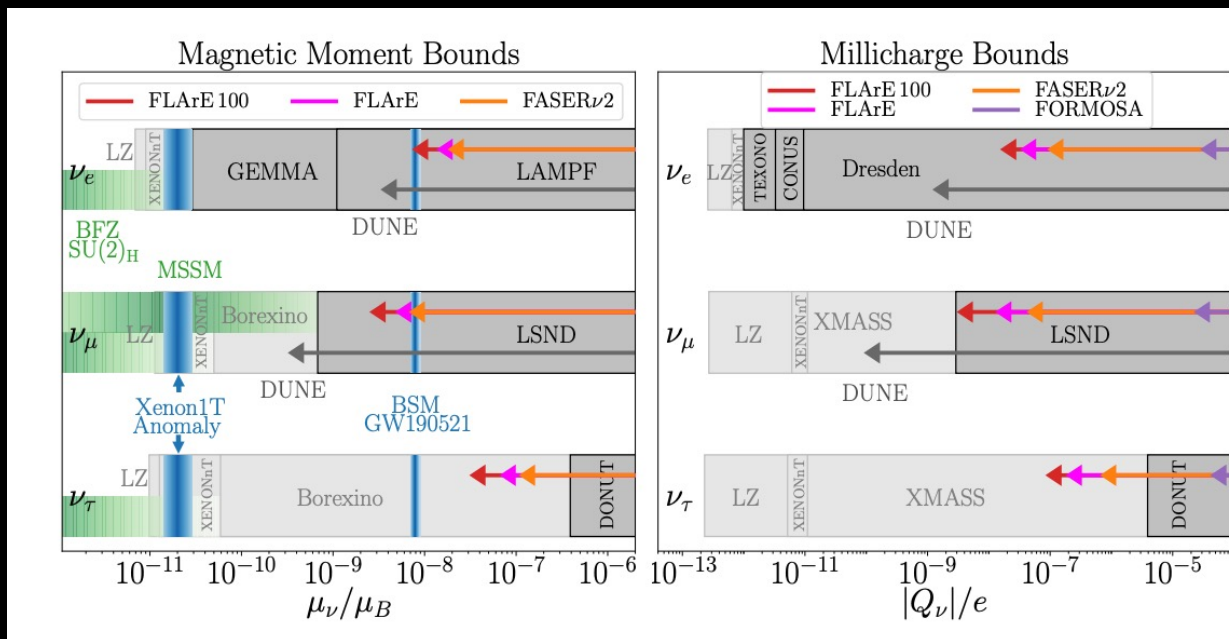 Magnetic Moment Bounds
FLArE 100 FLArE FASERν2
LZ
XENONnT
GEMMA
LAMPF
νe
DUNE
BFZ
SU(2)H
MSSM
Borexino
LZ
XENONnT
LSND
νμ
DUNE
Xenon1T
Anomaly
BSM
GW190521
LZ
XENONnT
Borexino
DONUT
ντ
10⁻¹¹ 10⁻¹⁰ 10⁻⁹ 10⁻⁸ 10⁻⁷ 10⁻⁶
μν/μB
Millicharge Bounds
FLArE 100 FASERν2
FLArE FORMOSA
νe
LZ
XENONnT
TEXONO
CONUS
Dresden
DUNE
νμ
LZ
XENONnT
XMASS
LSND
DUNE
ντ
LZ
XENONnT
XMASS
DONUT
10⁻¹³ 10⁻¹¹ 10⁻⁹ 10⁻⁷ 10⁻⁵
|Qν|/e